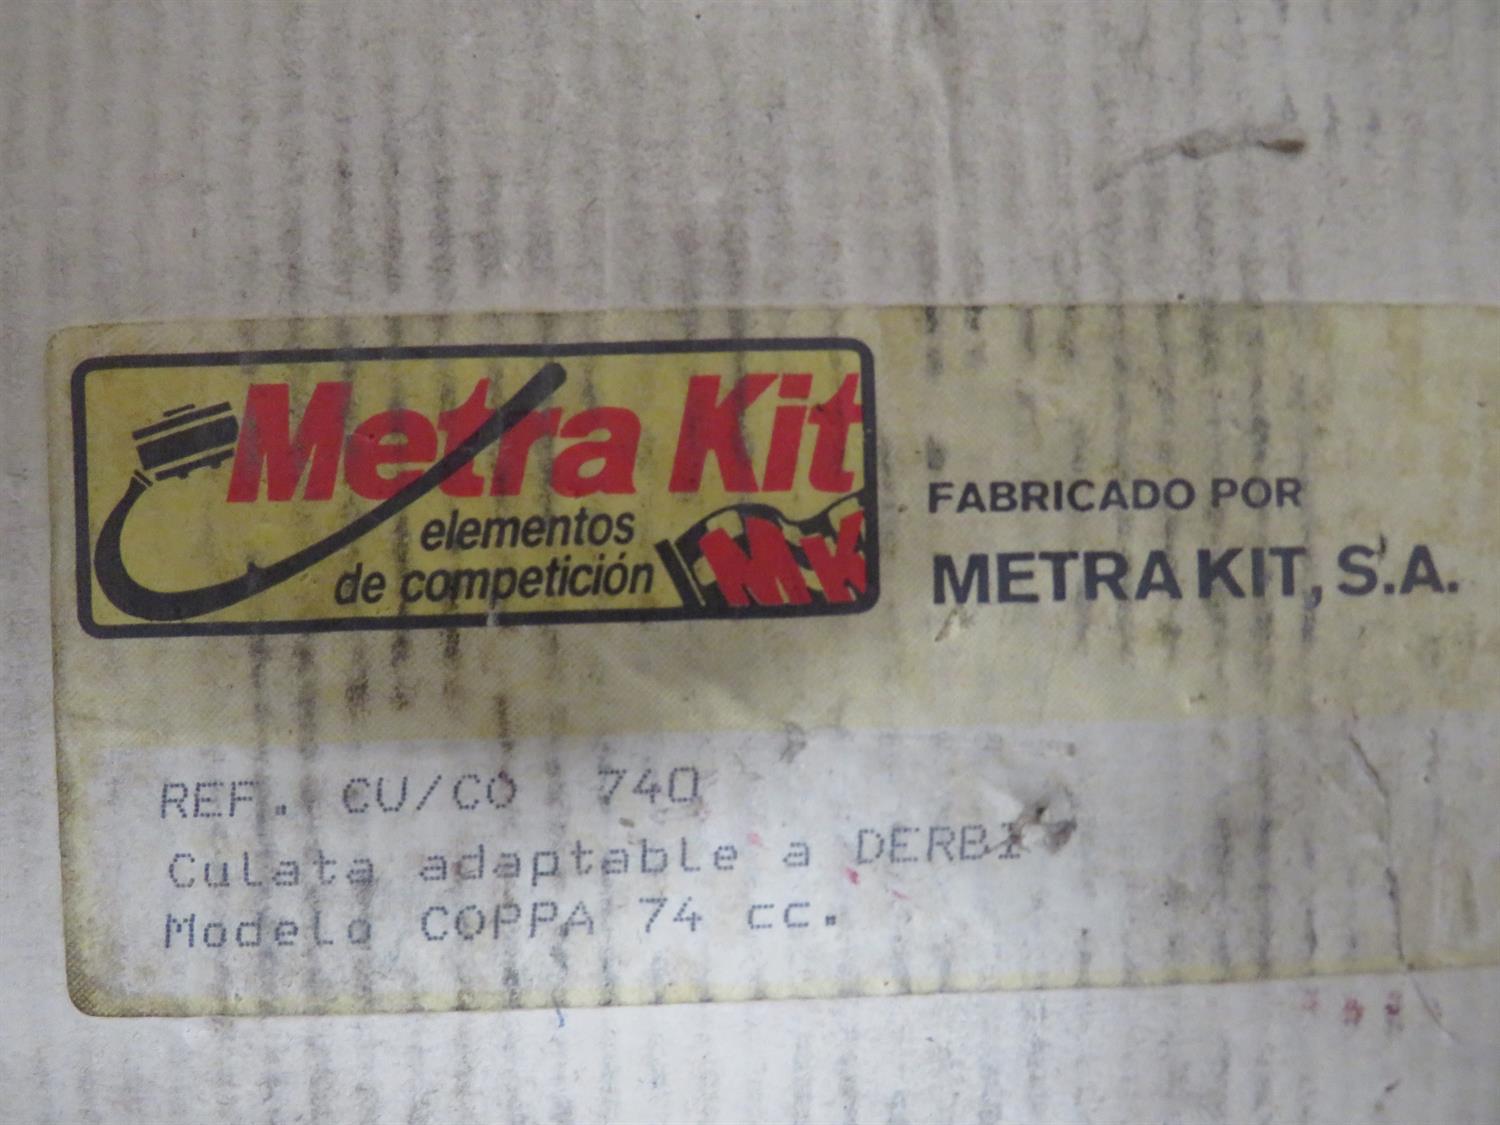 Metra Kit
elementos
de competición
MK
FABRICADO POR
METRA KIT, S.A.
REF. CU/CO 740
Culata adaptable a DERBI
Modelo COPPA 74 cc.